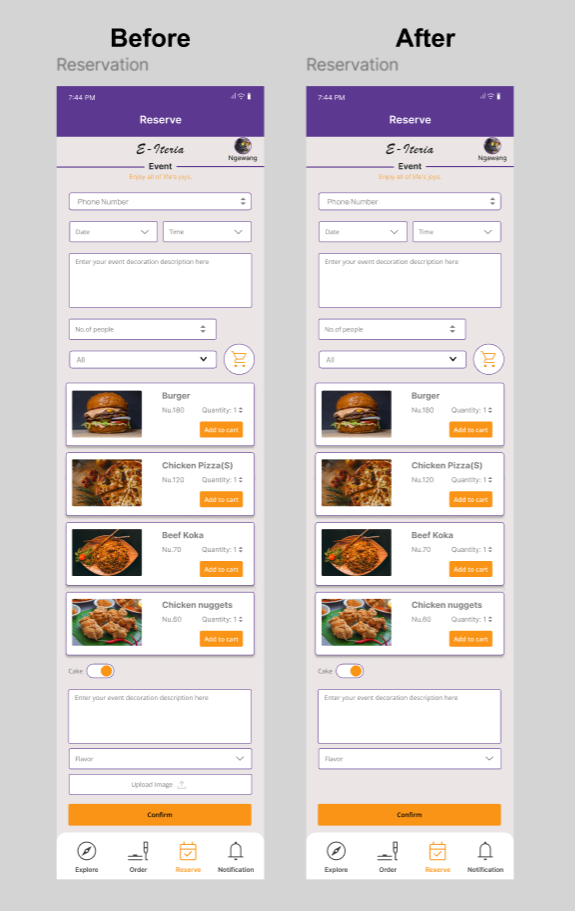 Before
Reservation
7:44 PM
Reserve
E-Iteria
Ngawang
Event
Enjoy all of life's joys.
Phone Number
Date Time
Enter your event decoration description here
No.of people
All
Burger
Nu.180 Quantity: 1
Add to cart
Chicken Pizza(S)
Nu.120 Quantity: 1
Add to cart
Beef Koka
Nu.70 Quantity: 1
Add to cart
Chicken nuggets
Nu.60 Quantity: 1
Add to cart
Cake
Enter your event decoration description here
Flavor
Upload Image
Confirm
Explore Order Reserve Notification
After
Reservation
7:44 PM
Reserve
E-Iteria
Ngawang
Event
Enjoy all of life's joys.
Phone Number
Date Time
Enter your event decoration description here
No.of people
All
Burger
Nu.180 Quantity: 1
Add to cart
Chicken Pizza(S)
Nu.120 Quantity: 1
Add to cart
Beef Koka
Nu.70 Quantity: 1
Add to cart
Chicken nuggets
Nu.60 Quantity: 1
Add to cart
Cake
Enter your event decoration description here
Flavor
Confirm
Explore Order Reserve Notification